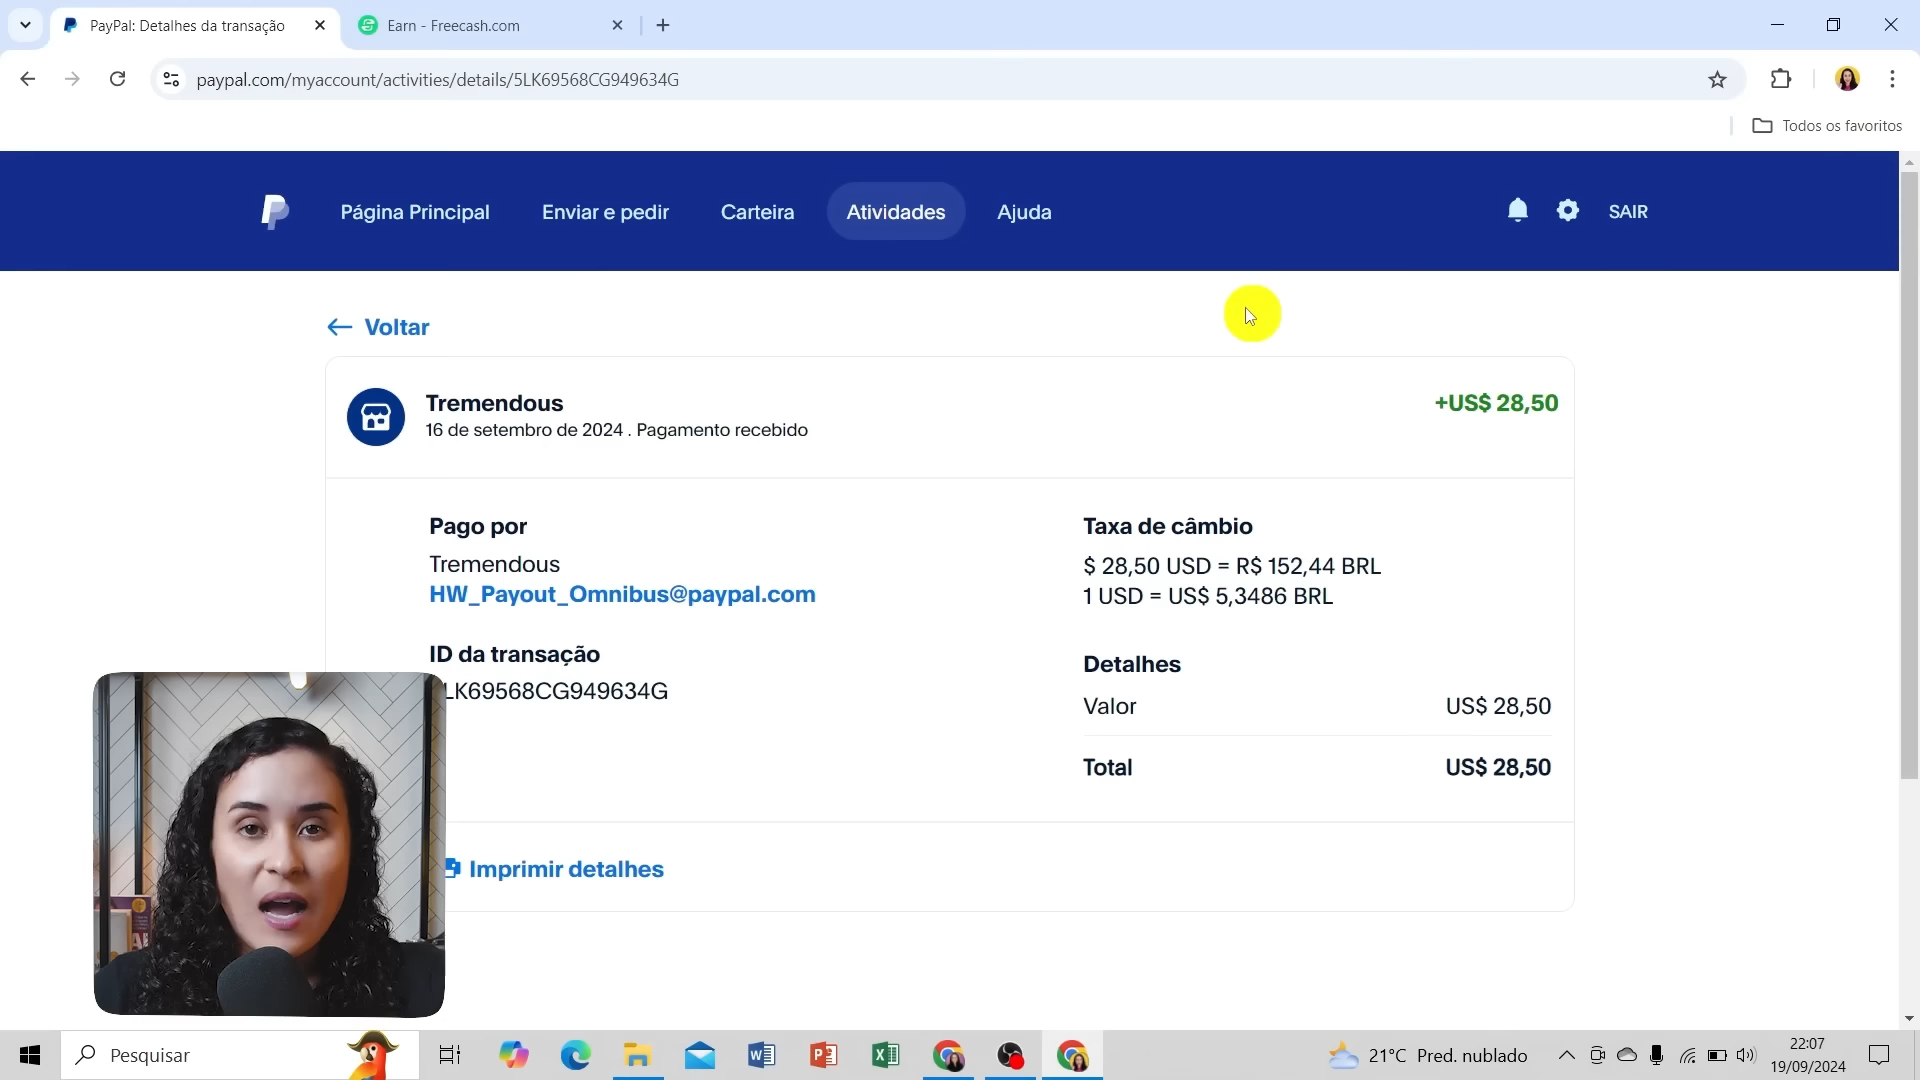 PayPal: Detalhes da transação
Earn - Freecash.com
paypal.com/myaccount/activities/details/5LK69568CG949634G
Todos os favoritos
Página Principal
Enviar e pedir
Carteira
Atividades
Ajuda
SAIR
Voltar
Tremendous
+US$ 28,50
16 de setembro de 2024 . Pagamento recebido
Pago por
Tremendous
HW_Payout_Omnibus@paypal.com
ID da transação
LK69568CG949634G
Taxa de câmbio
$ 28,50 USD = R$ 152,44 BRL
1 USD = US$ 5,3486 BRL
Detalhes
Valor US$ 28,50
Total US$ 28,50
Imprimir detalhes
Pesquisar
21°C Pred. nublado
22:07
19/09/2024